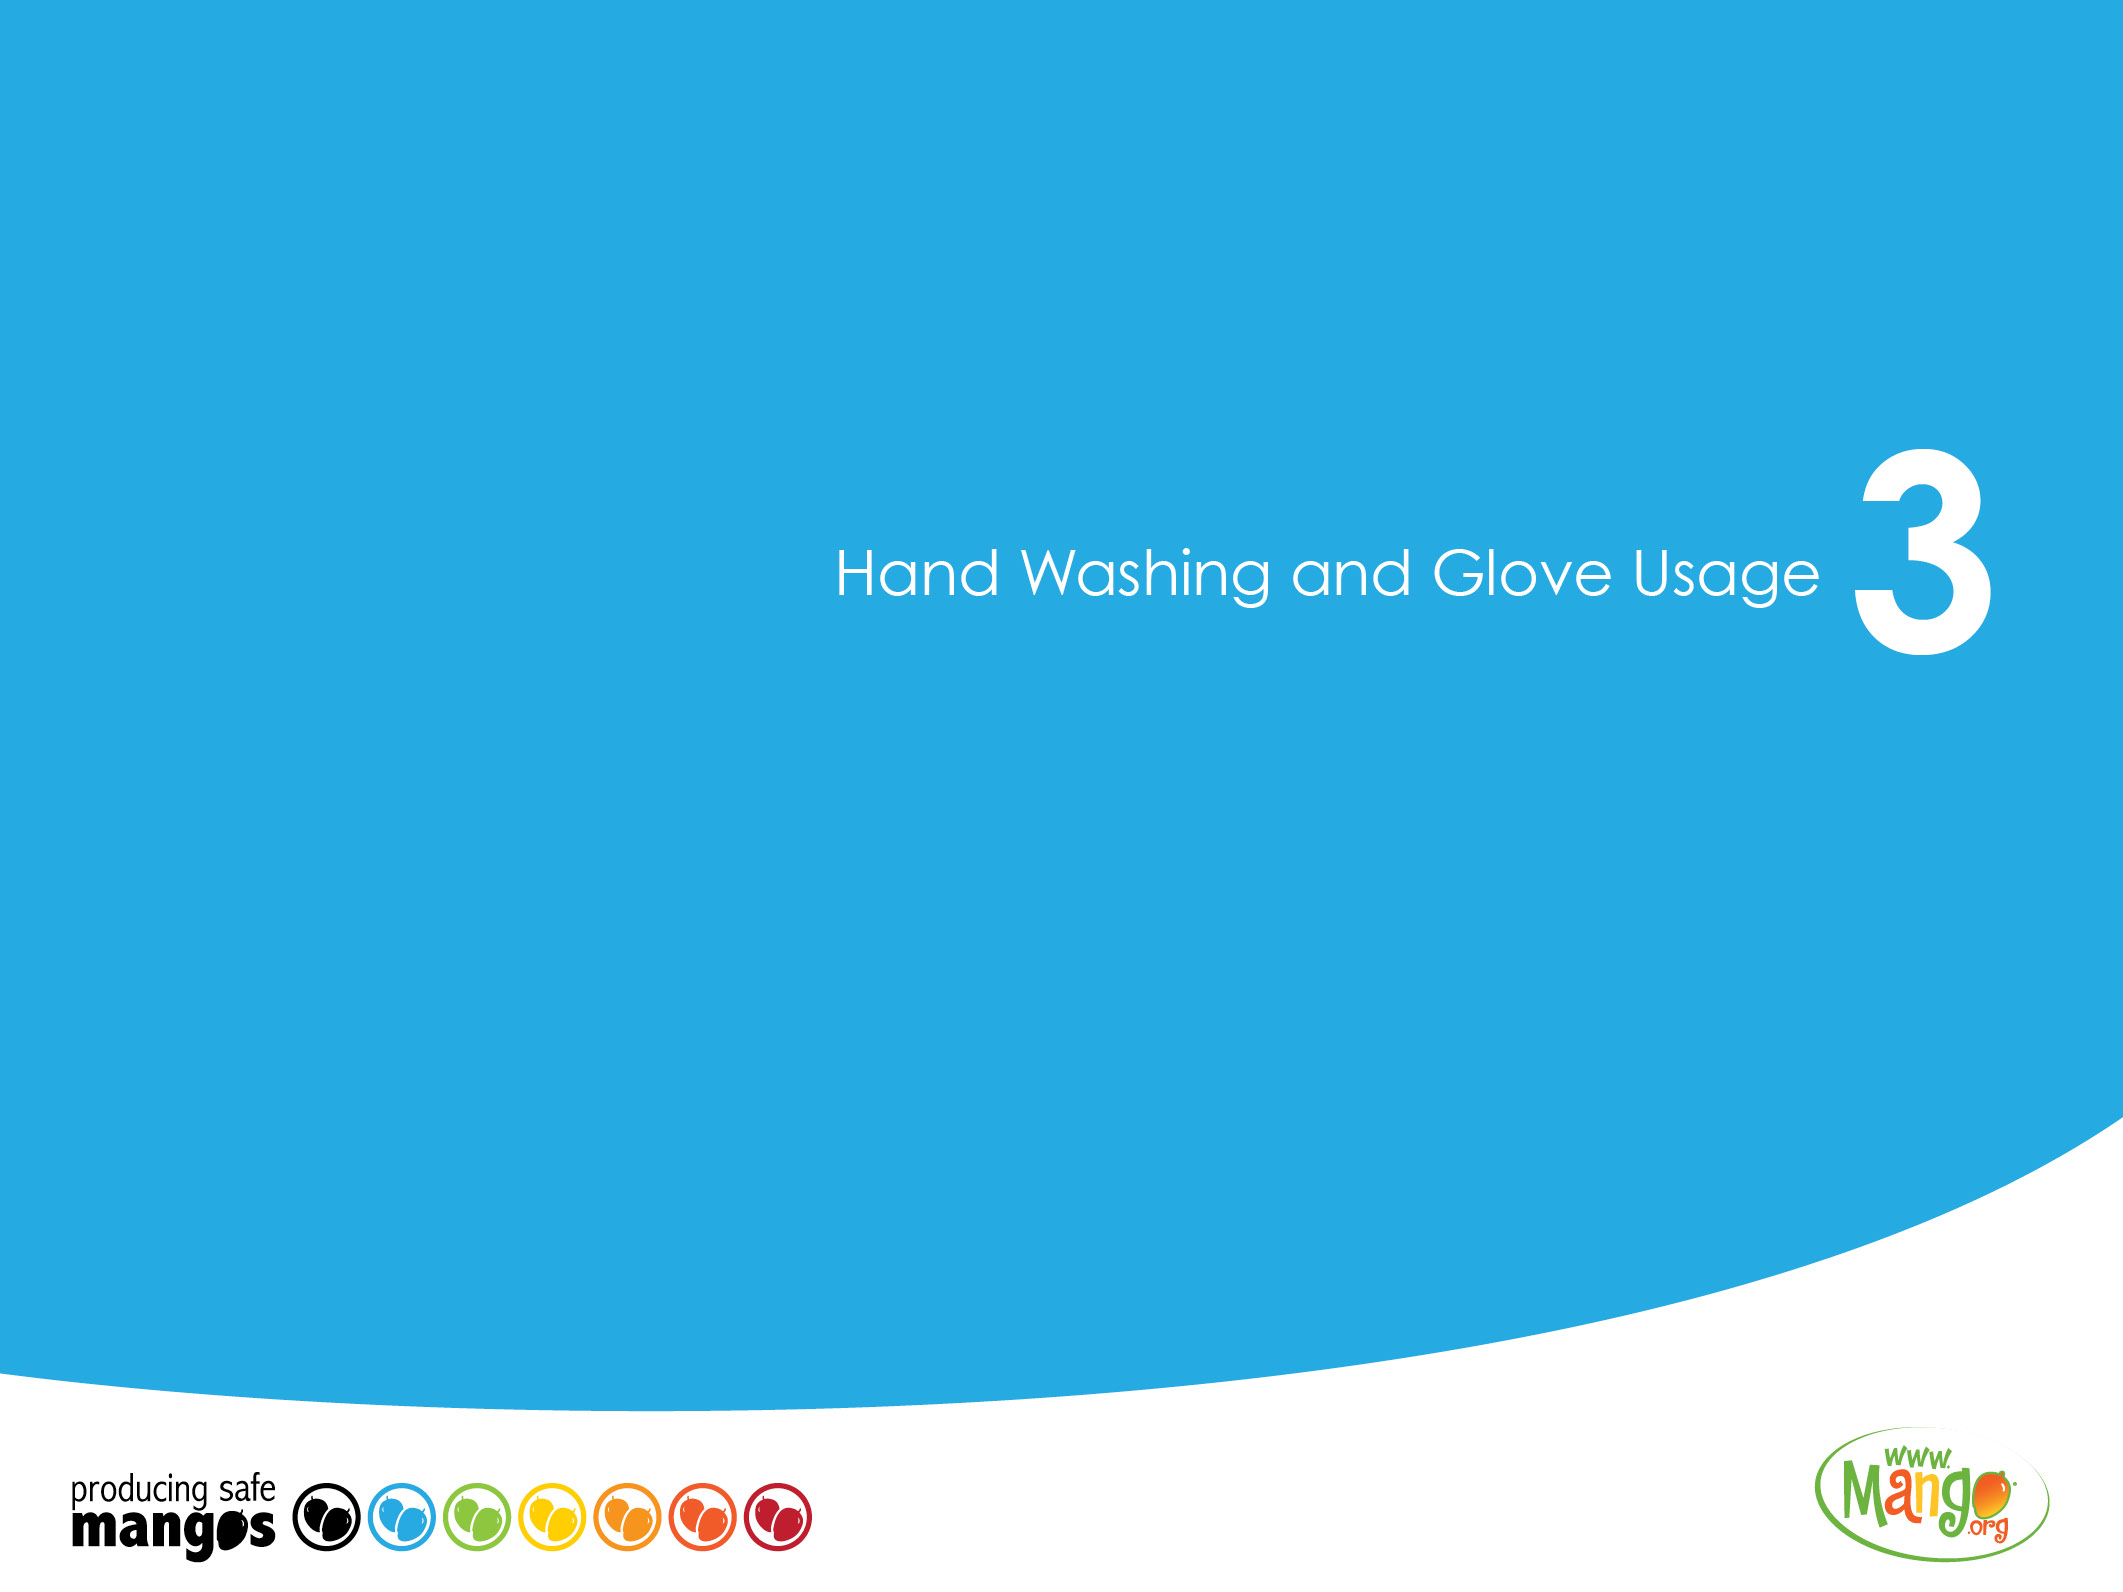 Hand Washing and Glove Usage 3
producing safe
mangos
www.
Mango
.org